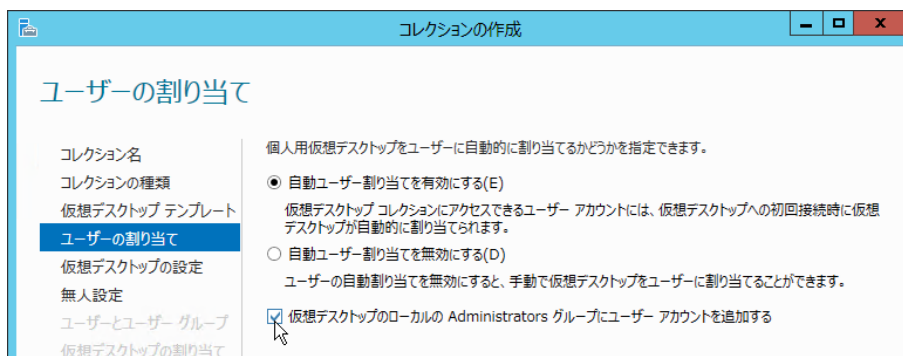 コレクションの作成
ユーザーの割り当て
コレクション名
コレクションの種類
仮想デスクトップ テンプレート
ユーザーの割り当て
仮想デスクトップの設定
無人設定
ユーザーとユーザー グループ
仮想デスクトップの割り当て
個人用仮想デスクトップをユーザーに自動的に割り当てるかどうかを指定できます。
自動ユーザー割り当てを有効にする(E)
仮想デスクトップ コレクションにアクセスできるユーザー アカウントには、仮想デスクトップへの初回接続時に仮想
デスクトップが自動的に割り当てられます。
自動ユーザー割り当てを無効にする(D)
ユーザーの自動割り当てを無効にすると、手動で仮想デスクトップをユーザーに割り当てることができます。
仮想デスクトップのローカルの Administrators グループにユーザー アカウントを追加する